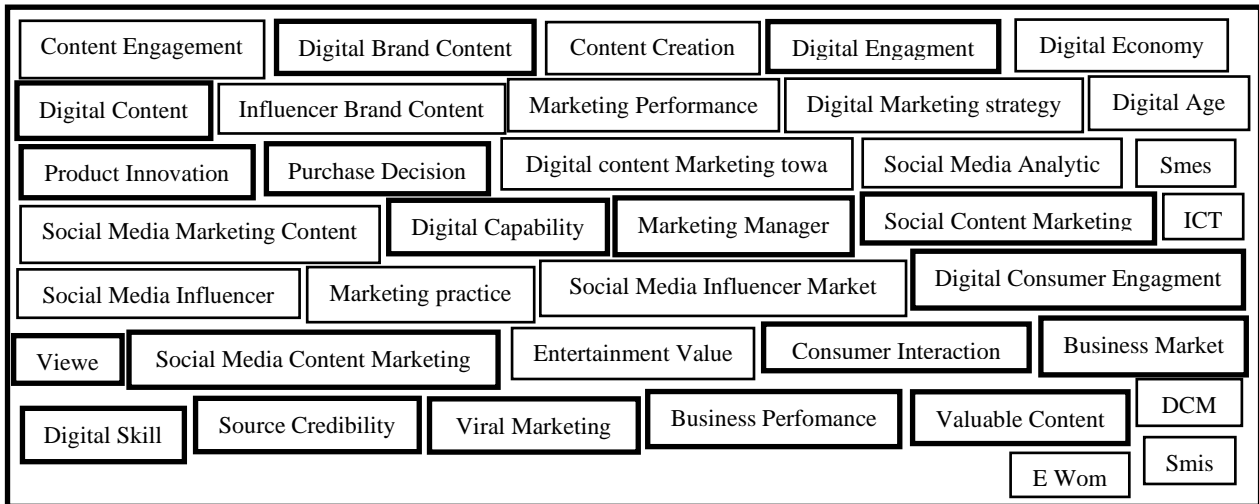 Content Engagement
Digital Brand Content
Content Creation
Digital Engagment
Digital Economy
Digital Content
Influencer Brand Content
Marketing Performance
Digital Marketing strategy
Digital Age
Product Innovation
Purchase Decision
Digital content Marketing towa
Social Media Analytic
Smes
Social Media Marketing Content
Digital Capability
Marketing Manager
Social Content Marketing
ICT
Social Media Influencer
Marketing practice
Social Media Influencer Market
Digital Consumer Engagment
Viewe
Social Media Content Marketing
Entertainment Value
Consumer Interaction
Business Market
Digital Skill
Source Credibility
Viral Marketing
Business Perfomance
Valuable Content
DCM
E Wom
Smis